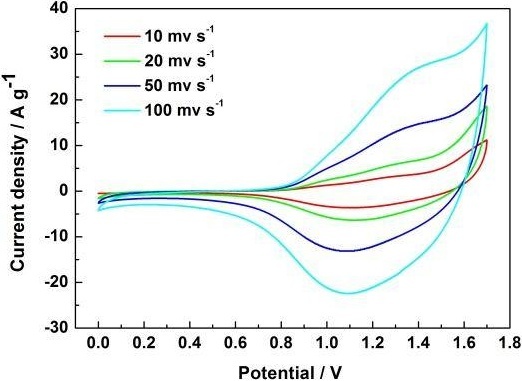 40
30
20
10
0
-10
-20
-30
Current density / A g-1
10 mv s-1
20 mv s-1
50 mv s-1
100 mv s-1
0.0 0.2 0.4 0.6 0.8 1.0 1.2 1.4 1.6 1.8
Potential / V